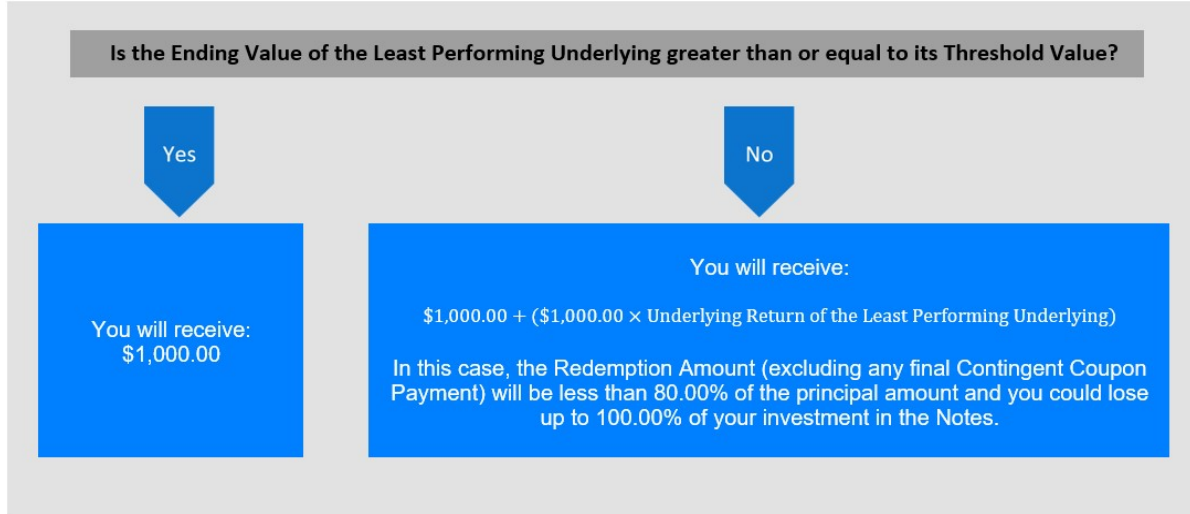 Is the Ending Value of the Least Performing Underlying greater than or equal to its Threshold Value?
Yes
No
You will receive:
$1,000.00
You will receive:
$1,000.00 + ($1,000.00 × Underlying Return of the Least Performing Underlying)
In this case, the Redemption Amount (excluding any final Contingent Coupon
Payment) will be less than 80.00% of the principal amount and you could lose
up to 100.00% of your investment in the Notes.